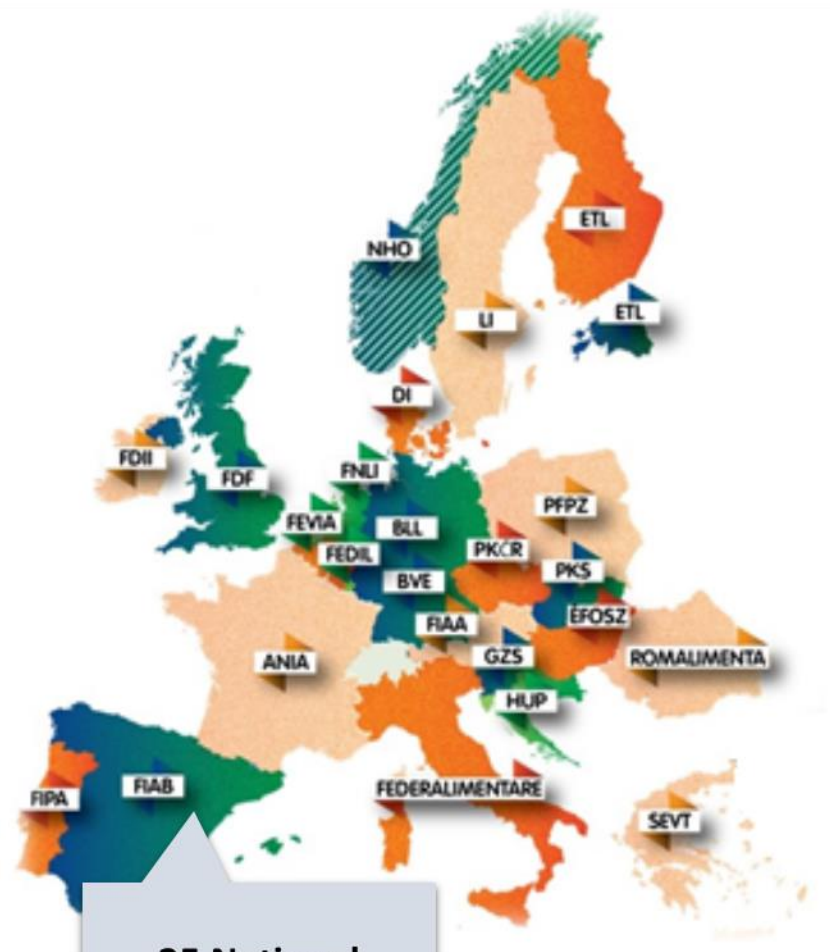 ETL
NHO
ETL
LI
DI
FDII
FNLI
FDF
PFPZ
FEVIA
BLL
FEDIL
PKČR
PKS
BVE
EFOSZ
FIAA
GZS
ANIA
ROMALIMENTA
HUP
FIAB
FEDERALIMENTARE
FIPA
SEVT